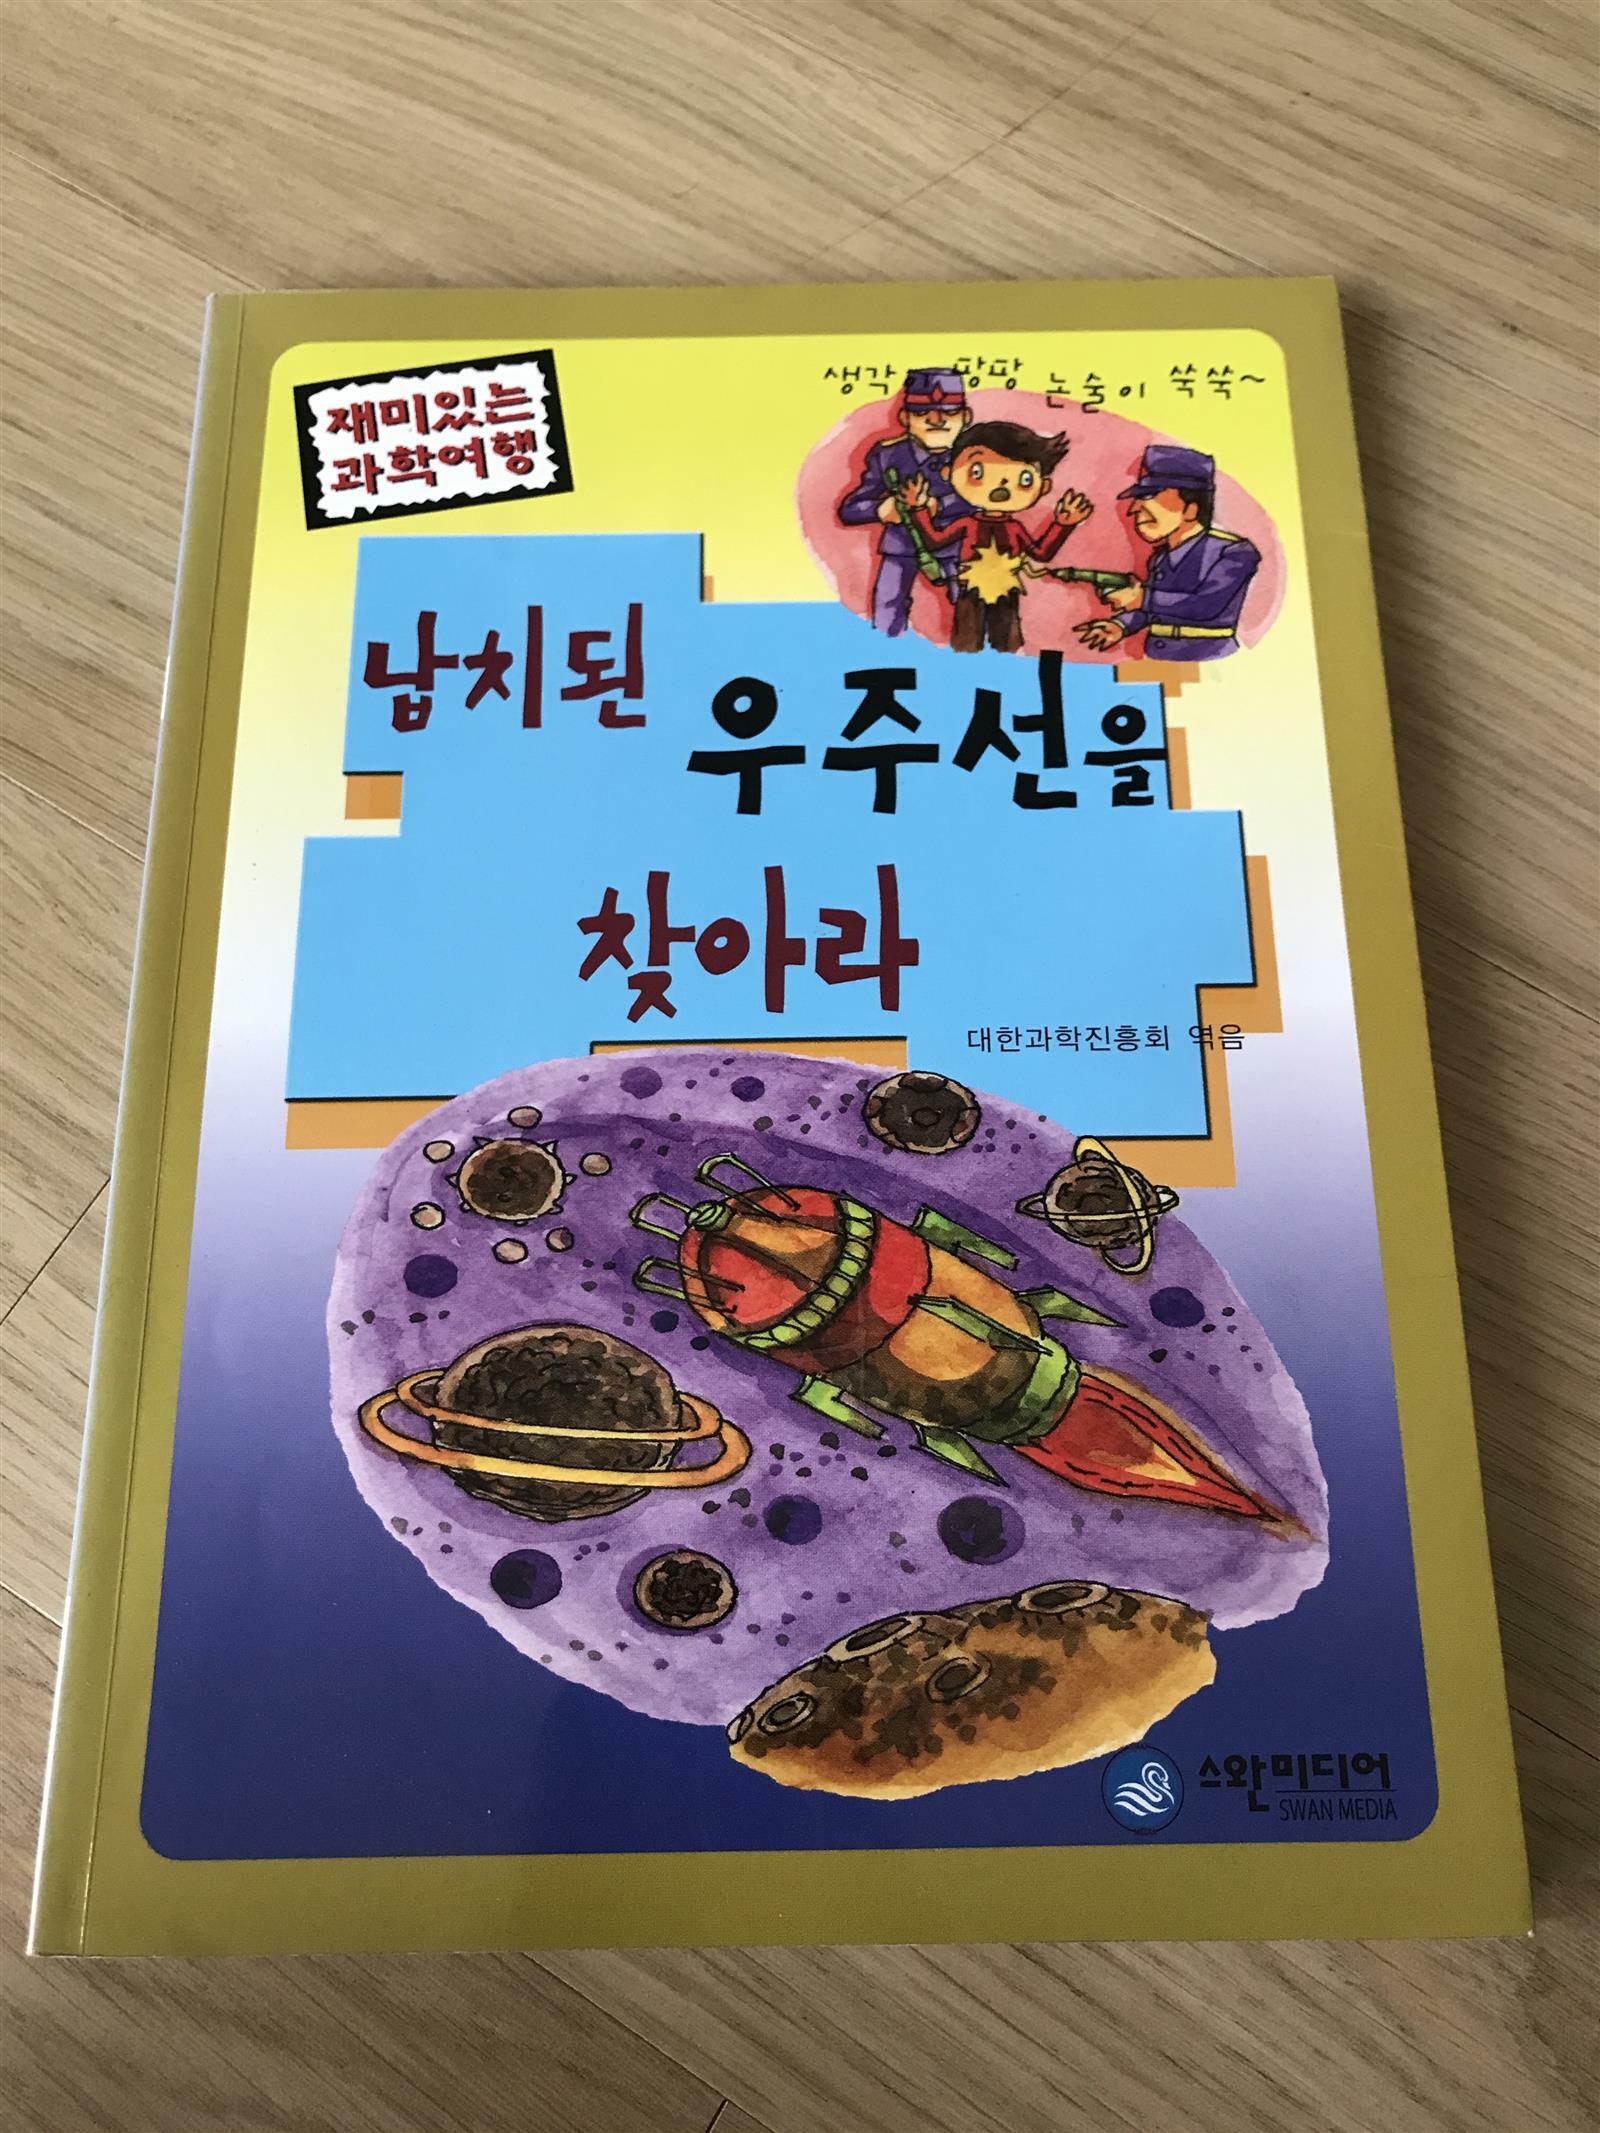 재미있는
과학여행
생각 팡팡 논술이 쑥쑥~
납치된
우주선을
찾아라
대한과학진흥회 엮음
스완미디어
SWAN MEDIA